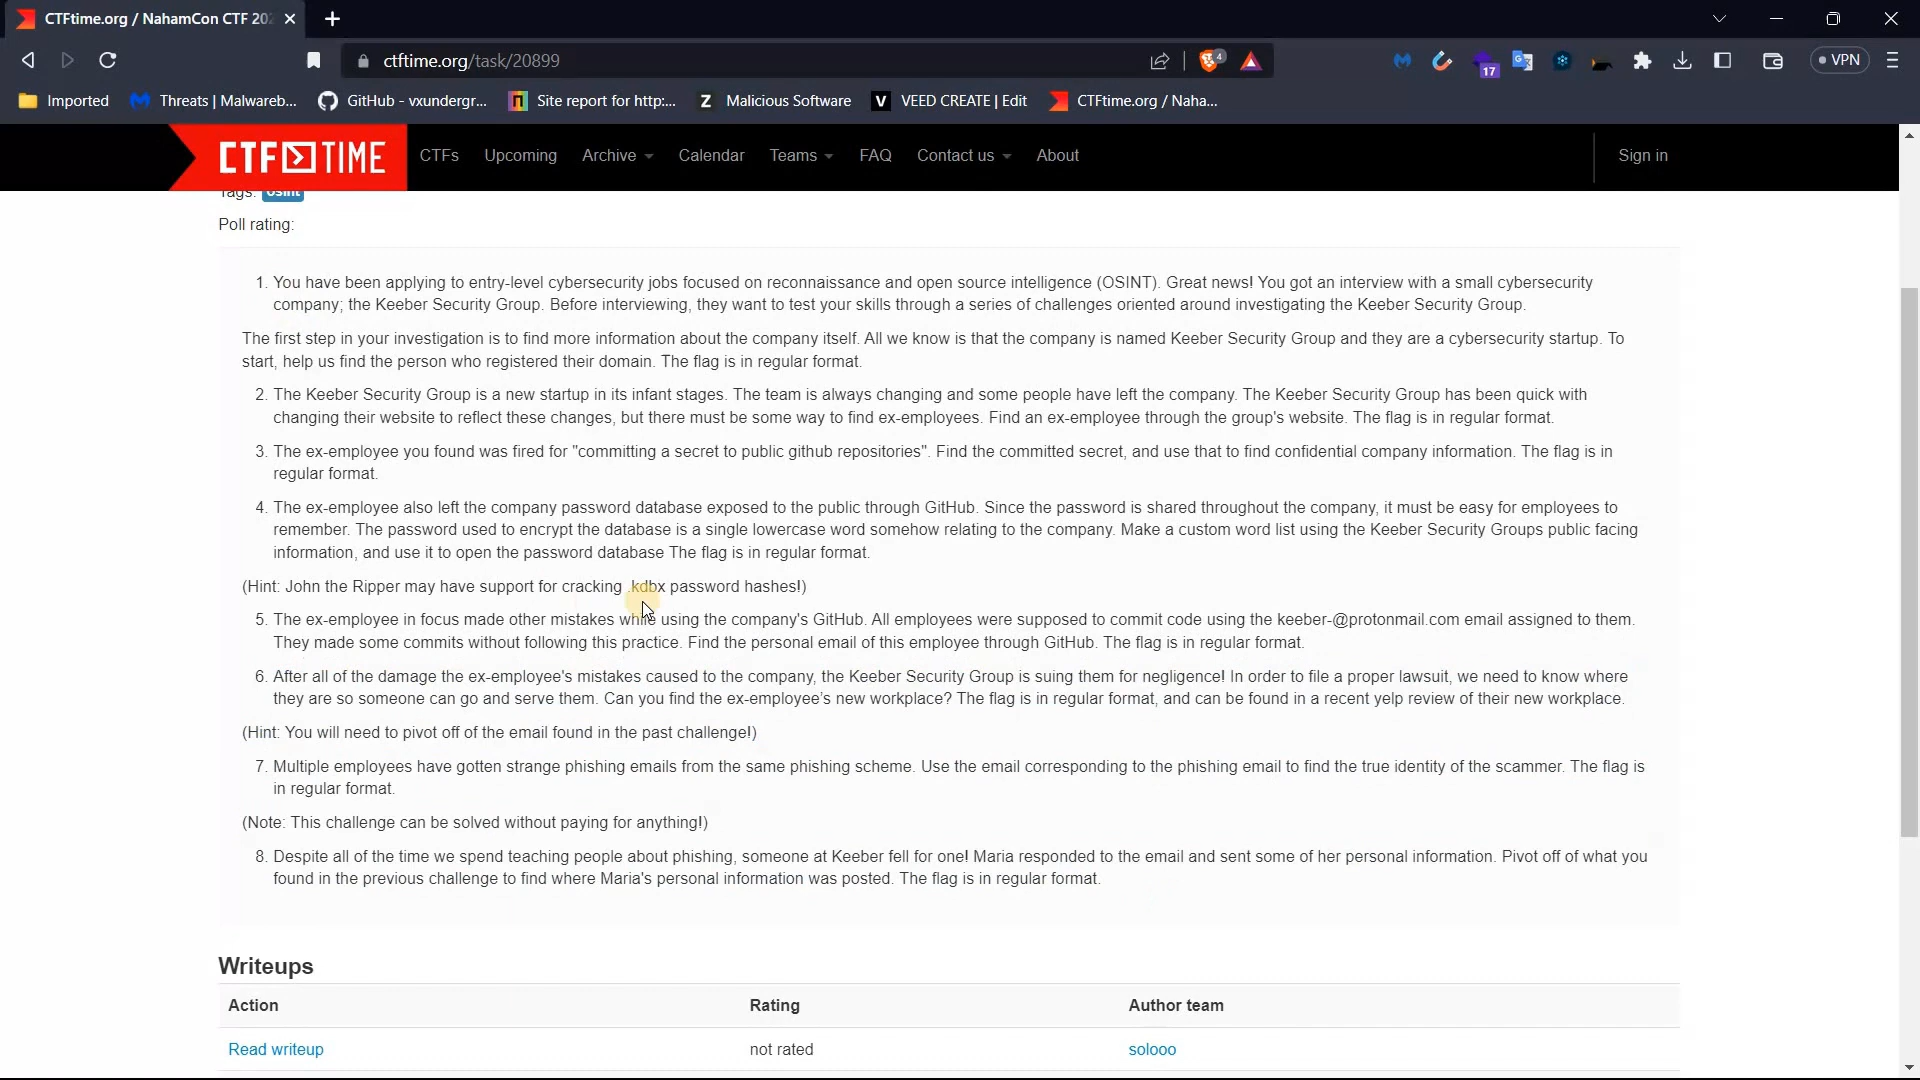 CTFtime.org / NahamCon CTF 202
ctftime.org/task/20899
4
17
VPN
Imported
Threats | Malwareb...
GitHub - vxundergr...
Site report for http:...
Malicious Software
VEED CREATE | Edit
CTFtime.org / Naha...
CTF TIME
CTFs
Upcoming
Archive
Calendar
Teams
FAQ
Contact us
About
Sign in
Tags: osint
Poll rating:
1. You have been applying to entry-level cybersecurity jobs focused on reconnaissance and open source intelligence (OSINT). Great news! You got an interview with a small cybersecurity
company; the Keeber Security Group. Before interviewing, they want to test your skills through a series of challenges oriented around investigating the Keeber Security Group.
The first step in your investigation is to find more information about the company itself. All we know is that the company is named Keeber Security Group and they are a cybersecurity startup. To
start, help us find the person who registered their domain. The flag is in regular format.
2. The Keeber Security Group is a new startup in its infant stages. The team is always changing and some people have left the company. The Keeber Security Group has been quick with
changing their website to reflect these changes, but there must be some way to find ex-employees. Find an ex-employee through the group's website. The flag is in regular format.
3. The ex-employee you found was fired for "committing a secret to public github repositories". Find the committed secret, and use that to find confidential company information. The flag is in
regular format.
4. The ex-employee also left the company password database exposed to the public through GitHub. Since the password is shared throughout the company, it must be easy for employees to
remember. The password used to encrypt the database is a single lowercase word somehow relating to the company. Make a custom word list using the Keeber Security Groups public facing
information, and use it to open the password database The flag is in regular format.
(Hint: John the Ripper may have support for cracking .kdbx password hashes!)
5. The ex-employee in focus made other mistakes while using the company's GitHub. All employees were supposed to commit code using the keeber-@protonmail.com email assigned to them.
They made some commits without following this practice. Find the personal email of this employee through GitHub. The flag is in regular format.
6. After all of the damage the ex-employee's mistakes caused to the company, the Keeber Security Group is suing them for negligence! In order to file a proper lawsuit, we need to know where
they are so someone can go and serve them. Can you find the ex-employee’s new workplace? The flag is in regular format, and can be found in a recent yelp review of their new workplace.
(Hint: You will need to pivot off of the email found in the past challenge!)
7. Multiple employees have gotten strange phishing emails from the same phishing scheme. Use the email corresponding to the phishing email to find the true identity of the scammer. The flag is
in regular format.
(Note: This challenge can be solved without paying for anything!)
8. Despite all of the time we spend teaching people about phishing, someone at Keeber fell for one! Maria responded to the email and sent some of her personal information. Pivot off of what you
found in the previous challenge to find where Maria's personal information was posted. The flag is in regular format.
Writeups
Action Rating Author team
Read writeup not rated solooo